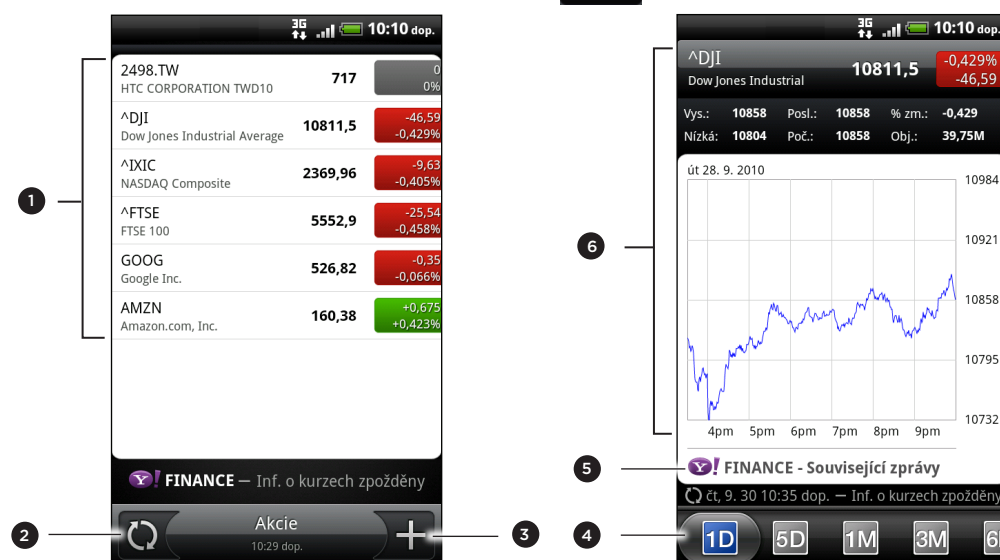 3G 10:10 dop.
2498.TW 717 0
HTC CORPORATION TWD10 0%
^DJI 10811,5 -46,59
Dow Jones Industrial Average -0,429%
^IXIC 2369,96 -9,63
NASDAQ Composite -0,405%
^FTSE 5552,9 -25,54
FTSE 100 -0,458%
GOOG 526,82 -0,35
Google Inc. -0,066%
AMZN 160,38 +0,675
Amazon.com, Inc. +0,423%
1
Y! FINANCE — Inf. o kurzech zpožděny
Akcie
10:29 dop.
2
3
3G 10:10 dop.
^DJI 10811,5 -0,429%
Dow Jones Industrial -46,59
Vys.: 10858 Posl.: 10858 % zm.: -0,429
Nízká: 10804 Poč.: 10858 Obj.: 39,75M
út 28. 9. 2010
10984
10921
10858
10795
10732
4pm 5pm 6pm 7pm 8pm 9pm
6
5
Y! FINANCE - Související zprávy
čt, 9. 30 10:35 dop. — Inf. o kurzech zpožděny
4
1D 5D 1M 3M 6